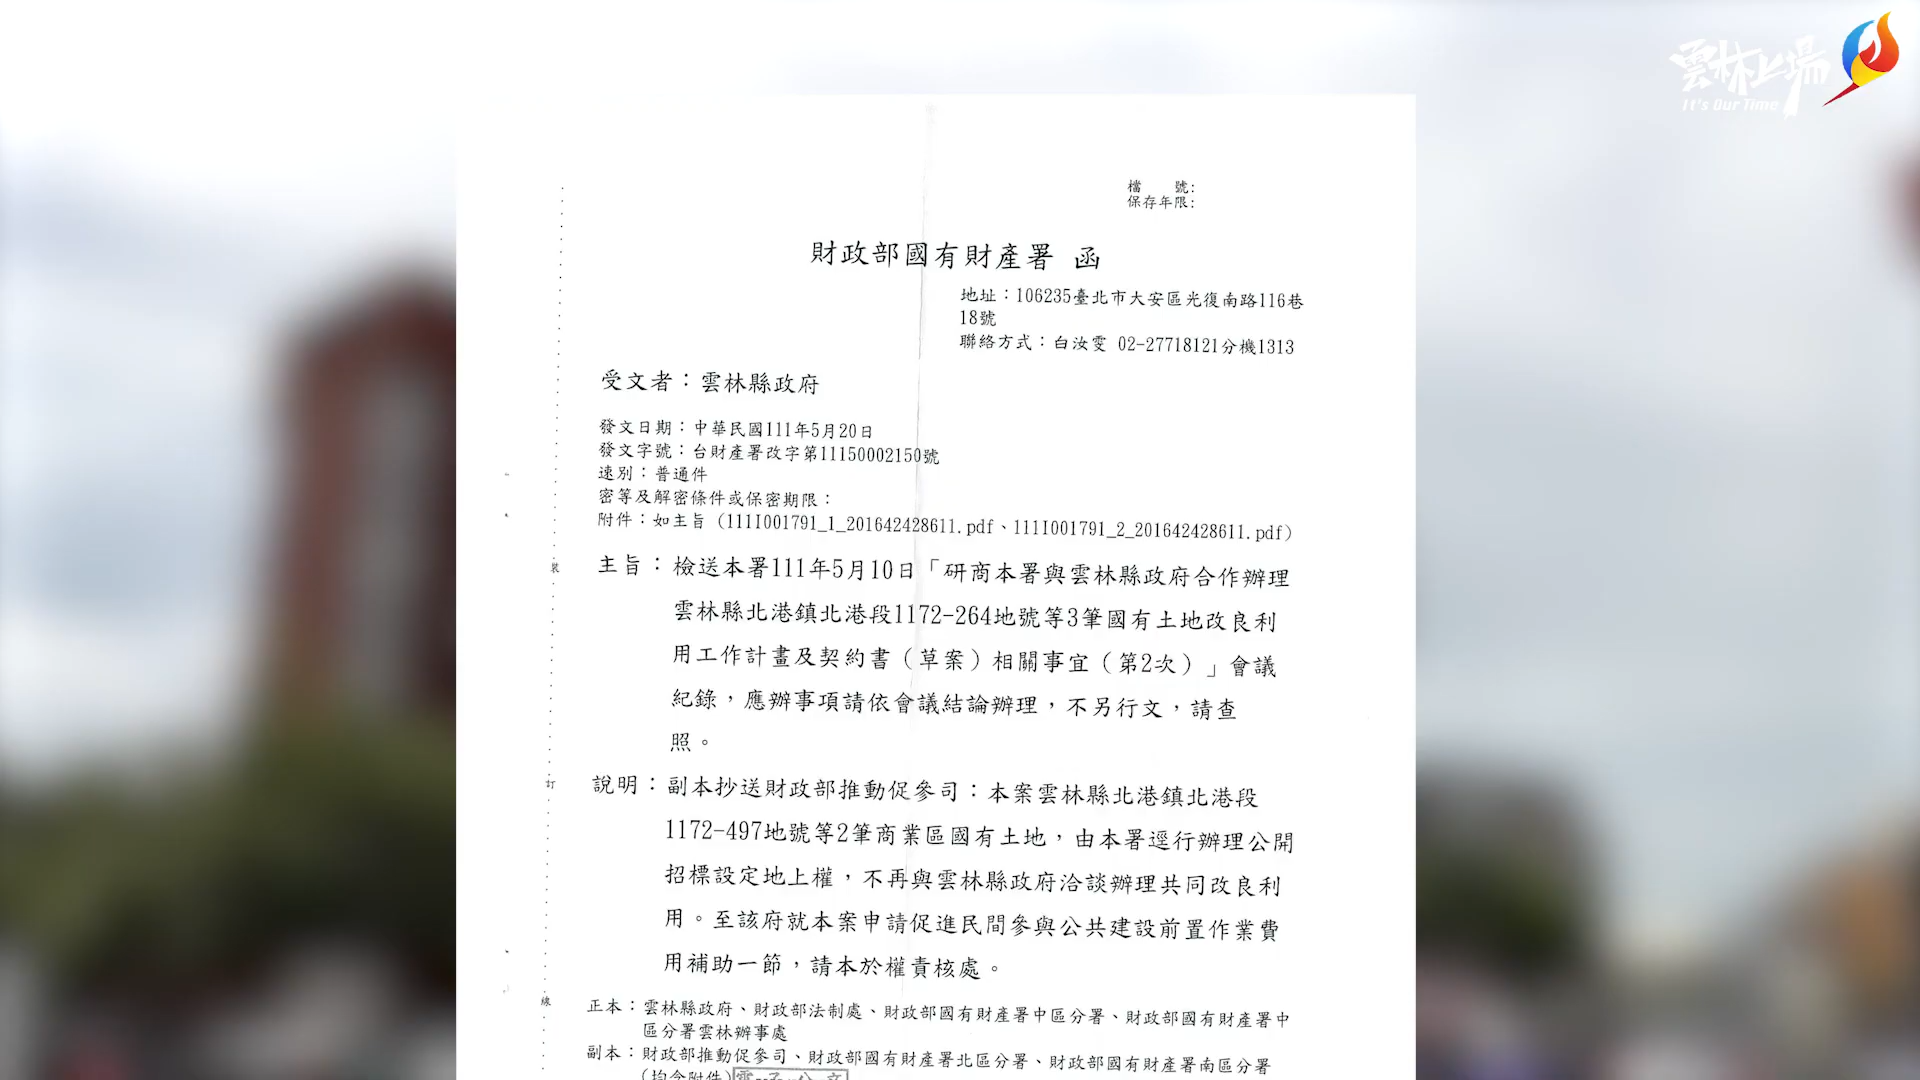 雲林上場
It's Our Time
檔　號:
保存年限:
財政部國有財產署 函
地址：106235臺北市大安區光復南路116巷
18號
聯絡方式：白汝雯 02-27718121分機1313
受文者：雲林縣政府
發文日期：中華民國111年5月20日
發文字號：台財產署改字第11150002150號
速別：普通件
密等及解密條件或保密期限：
附件：如主旨（111I001791_1_201642428611.pdf、111I001791_2_201642428611.pdf）
主旨：檢送本署111年5月10日「研商本署與雲林縣政府合作辦理
雲林縣北港鎮北港段1172-264地號等3筆國有土地改良利
用工作計畫及契約書（草案）相關事宜（第2次）」會議
紀錄，應辦事項請依會議結論辦理，不另行文，請查
照。
說明：副本抄送財政部推動促參司：本案雲林縣北港鎮北港段
1172-497地號等2筆商業區國有土地，由本署逕行辦理公開
招標設定地上權，不再與雲林縣政府洽談辦理共同改良利
用。至該府就本案申請促進民間參與公共建設前置作業費
用補助一節，請本於權責核處。
裝
訂
線
正本：雲林縣政府、財政部法制處、財政部國有財產署中區分署、財政部國有財產署中
區分署雲林辦事處
副本：財政部推動促參司、財政部國有財產署北區分署、財政部國有財產署南區分署
（均含附件）